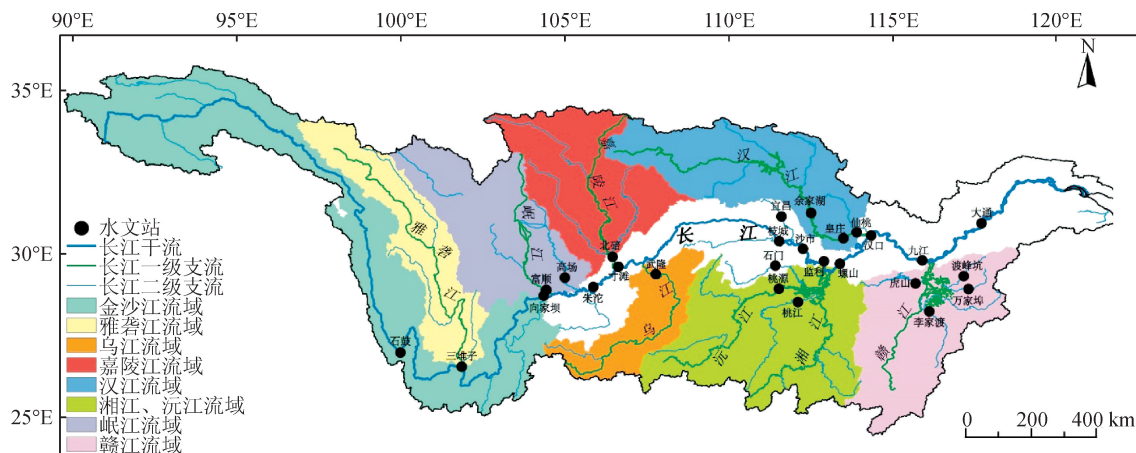 90°E 95°E 100°E 105°E 110°E 115°E 120°E
N
35°N
30°N
25°N
水文站
长江干流
长江一级支流
长江二级支流
金沙江流域
雅砻江流域
乌江流域
嘉陵江流域
汉江流域
湘江、沅江流域
岷江流域
赣江流域
雅砻江
岷江
嘉陵江
汉江
长江
乌江
沅江
湘江
赣江
石鼓
三堆子
向家坝
富顺
高场
朱沱
北碚
寸滩
武隆
宜昌
枝城
沙市
石门
桃源
桃江
监利
螺山
余家湖
皇庄
仙桃
汉口
九江
大通
虎山
渡峰坑
万家埠
李家渡
0 200 400 km